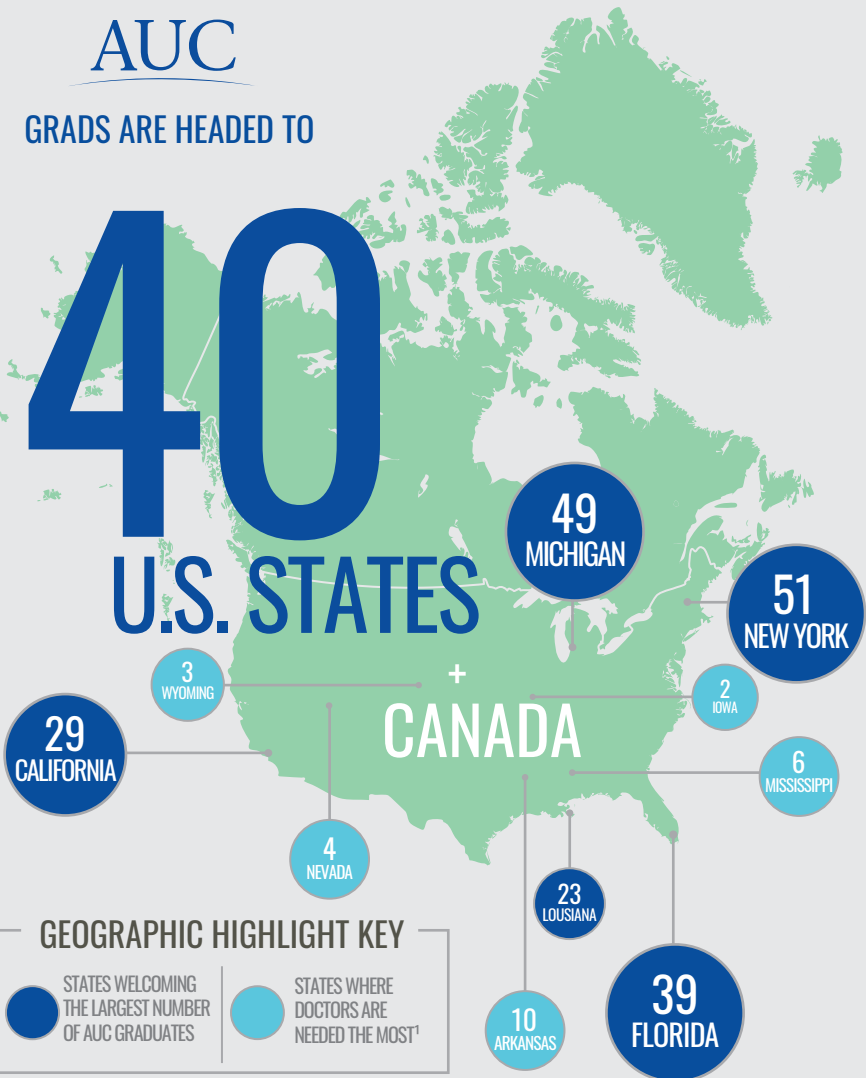 AUC
GRADS ARE HEADED TO
40
U.S. STATES
+
CANADA
49
MICHIGAN
51
NEW YORK
3
WYOMING
2
IOWA
29
CALIFORNIA
6
MISSISSIPPI
4
NEVADA
23
LOUSIANA
10
ARKANSAS
39
FLORIDA
GEOGRAPHIC HIGHLIGHT KEY
STATES WELCOMING
THE LARGEST NUMBER
OF AUC GRADUATES
STATES WHERE
DOCTORS ARE
NEEDED THE MOST¹